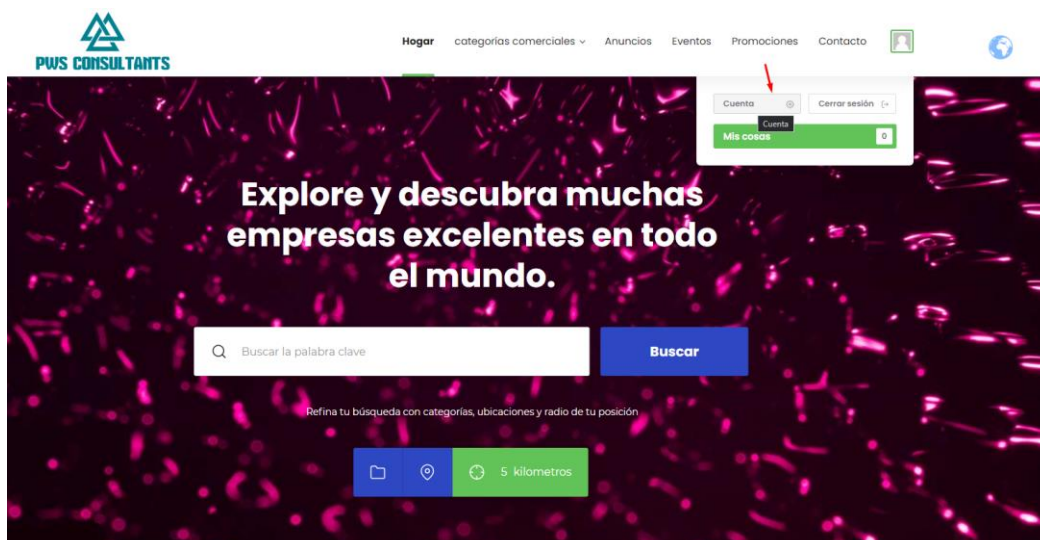 PWS CONSULTANTS
Hogar categorías comerciales Anuncios Eventos Promociones Contacto
Cuenta Cerrar sesión
Cuenta
Mis cosas 0
Explore y descubra muchas
empresas excelentes en todo
el mundo.
Buscar la palabra clave Buscar
Refina tu búsqueda con categorías, ubicaciones y radio de tu posición
5 kilometros